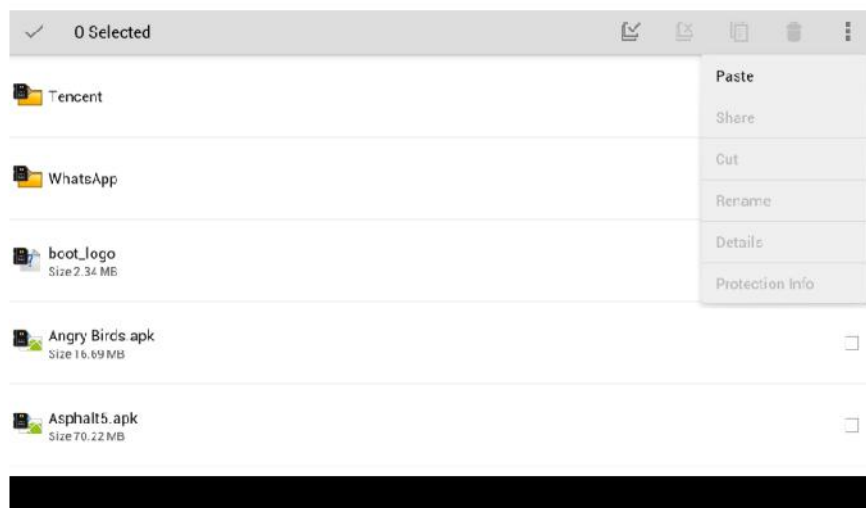 0 Selected
Paste
Share
Cut
Rename
Details
Protection Info
Tencent
WhatsApp
boot_logo
Size 2.34 MB
Angry Birds.apk
Size 16.69 MB
Asphalt5.apk
Size 70.22 MB